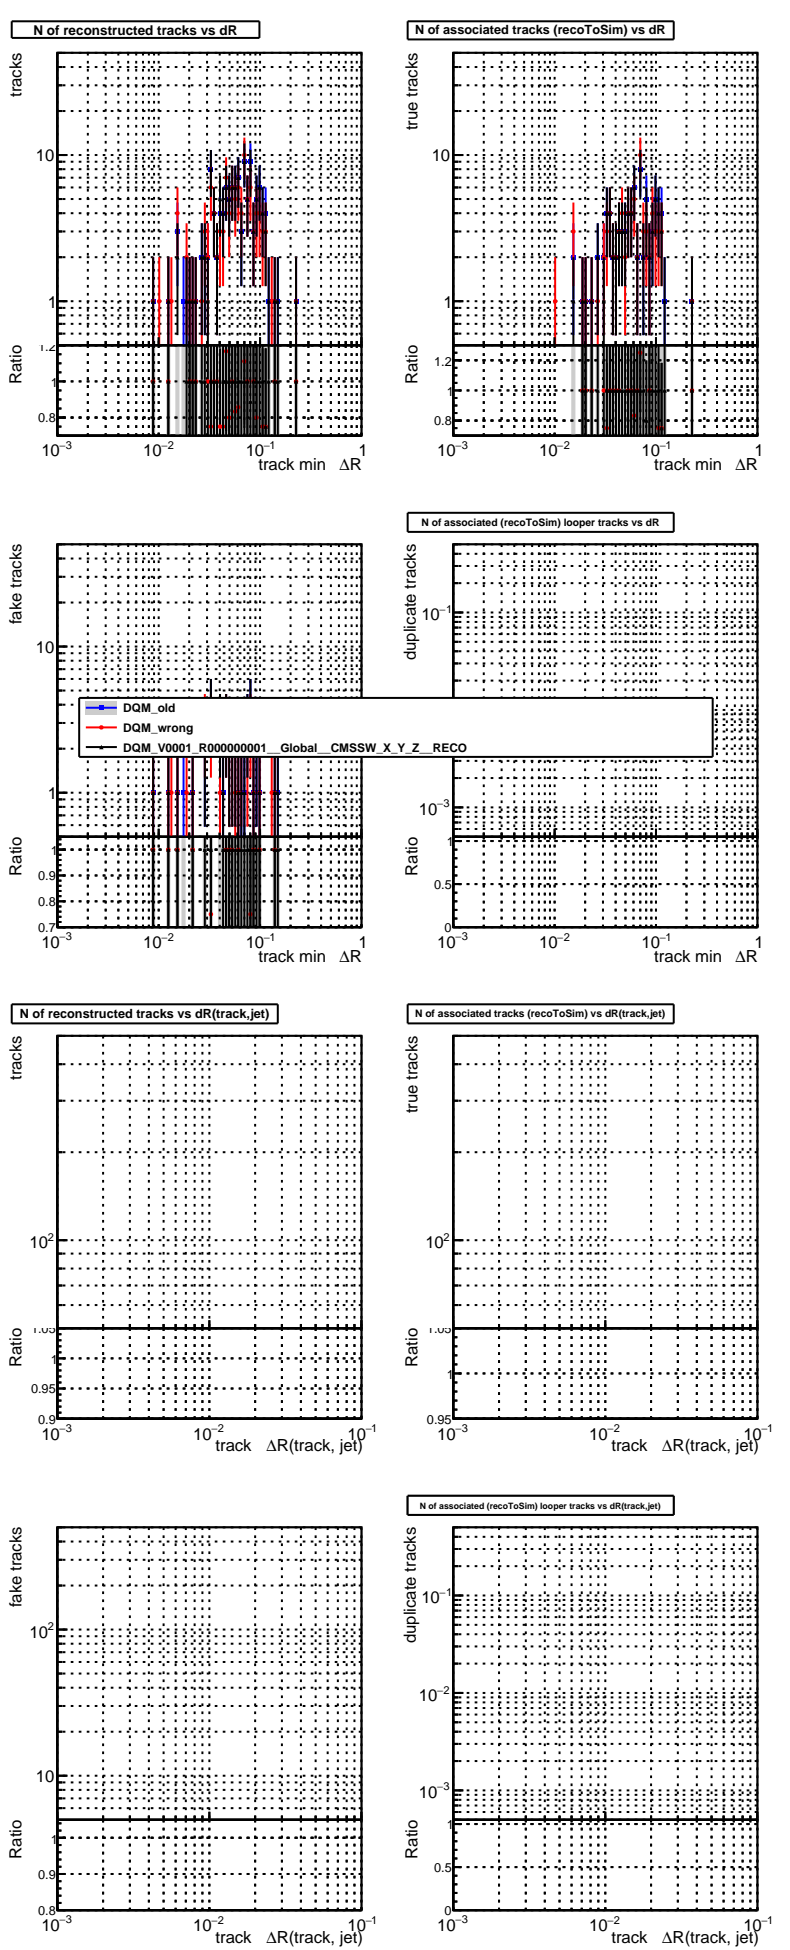 N of reconstructed tracks vs dR
tracks
10
1
Ratio
1.2
1
0.8
10⁻³ 10⁻² 10⁻¹ 1
track min ΔR
N of associated tracks (recoToSim) vs dR
true tracks
10
1
Ratio
1.2
1
0.8
10⁻³ 10⁻² 10⁻¹ 1
track min ΔR
fake tracks
10
1
Ratio
1
0.9
0.8
0.7
10⁻³ 10⁻² 10⁻¹ 1
track min ΔR
N of associated (recoToSim) looper tracks vs dR
duplicate tracks
10⁻¹
10⁻³
Ratio
1
0.5
0
10⁻³ 10⁻² 10⁻¹ 1
track min ΔR
DQM_old
DQM_wrong
DQM_V0001_R000000001__Global__CMSSW_X_Y_Z__RECO
N of reconstructed tracks vs dR(track,jet)
tracks
10²
Ratio
1.05
1
0.95
0.9
10⁻³ 10⁻² 10⁻¹
track ΔR(track, jet)
N of associated tracks (recoToSim) vs dR(track,jet)
true tracks
10²
Ratio
1.05
1
0.95
10⁻³ 10⁻² 10⁻¹
track ΔR(track, jet)
fake tracks
10²
10
Ratio
1
0.9
0.8
10⁻³ 10⁻² 10⁻¹
track ΔR(track, jet)
N of associated (recoToSim) looper tracks vs dR(track,jet)
duplicate tracks
10⁻¹
10⁻²
10⁻³
Ratio
1
0.5
0
10⁻³ 10⁻² 10⁻¹
track ΔR(track, jet)